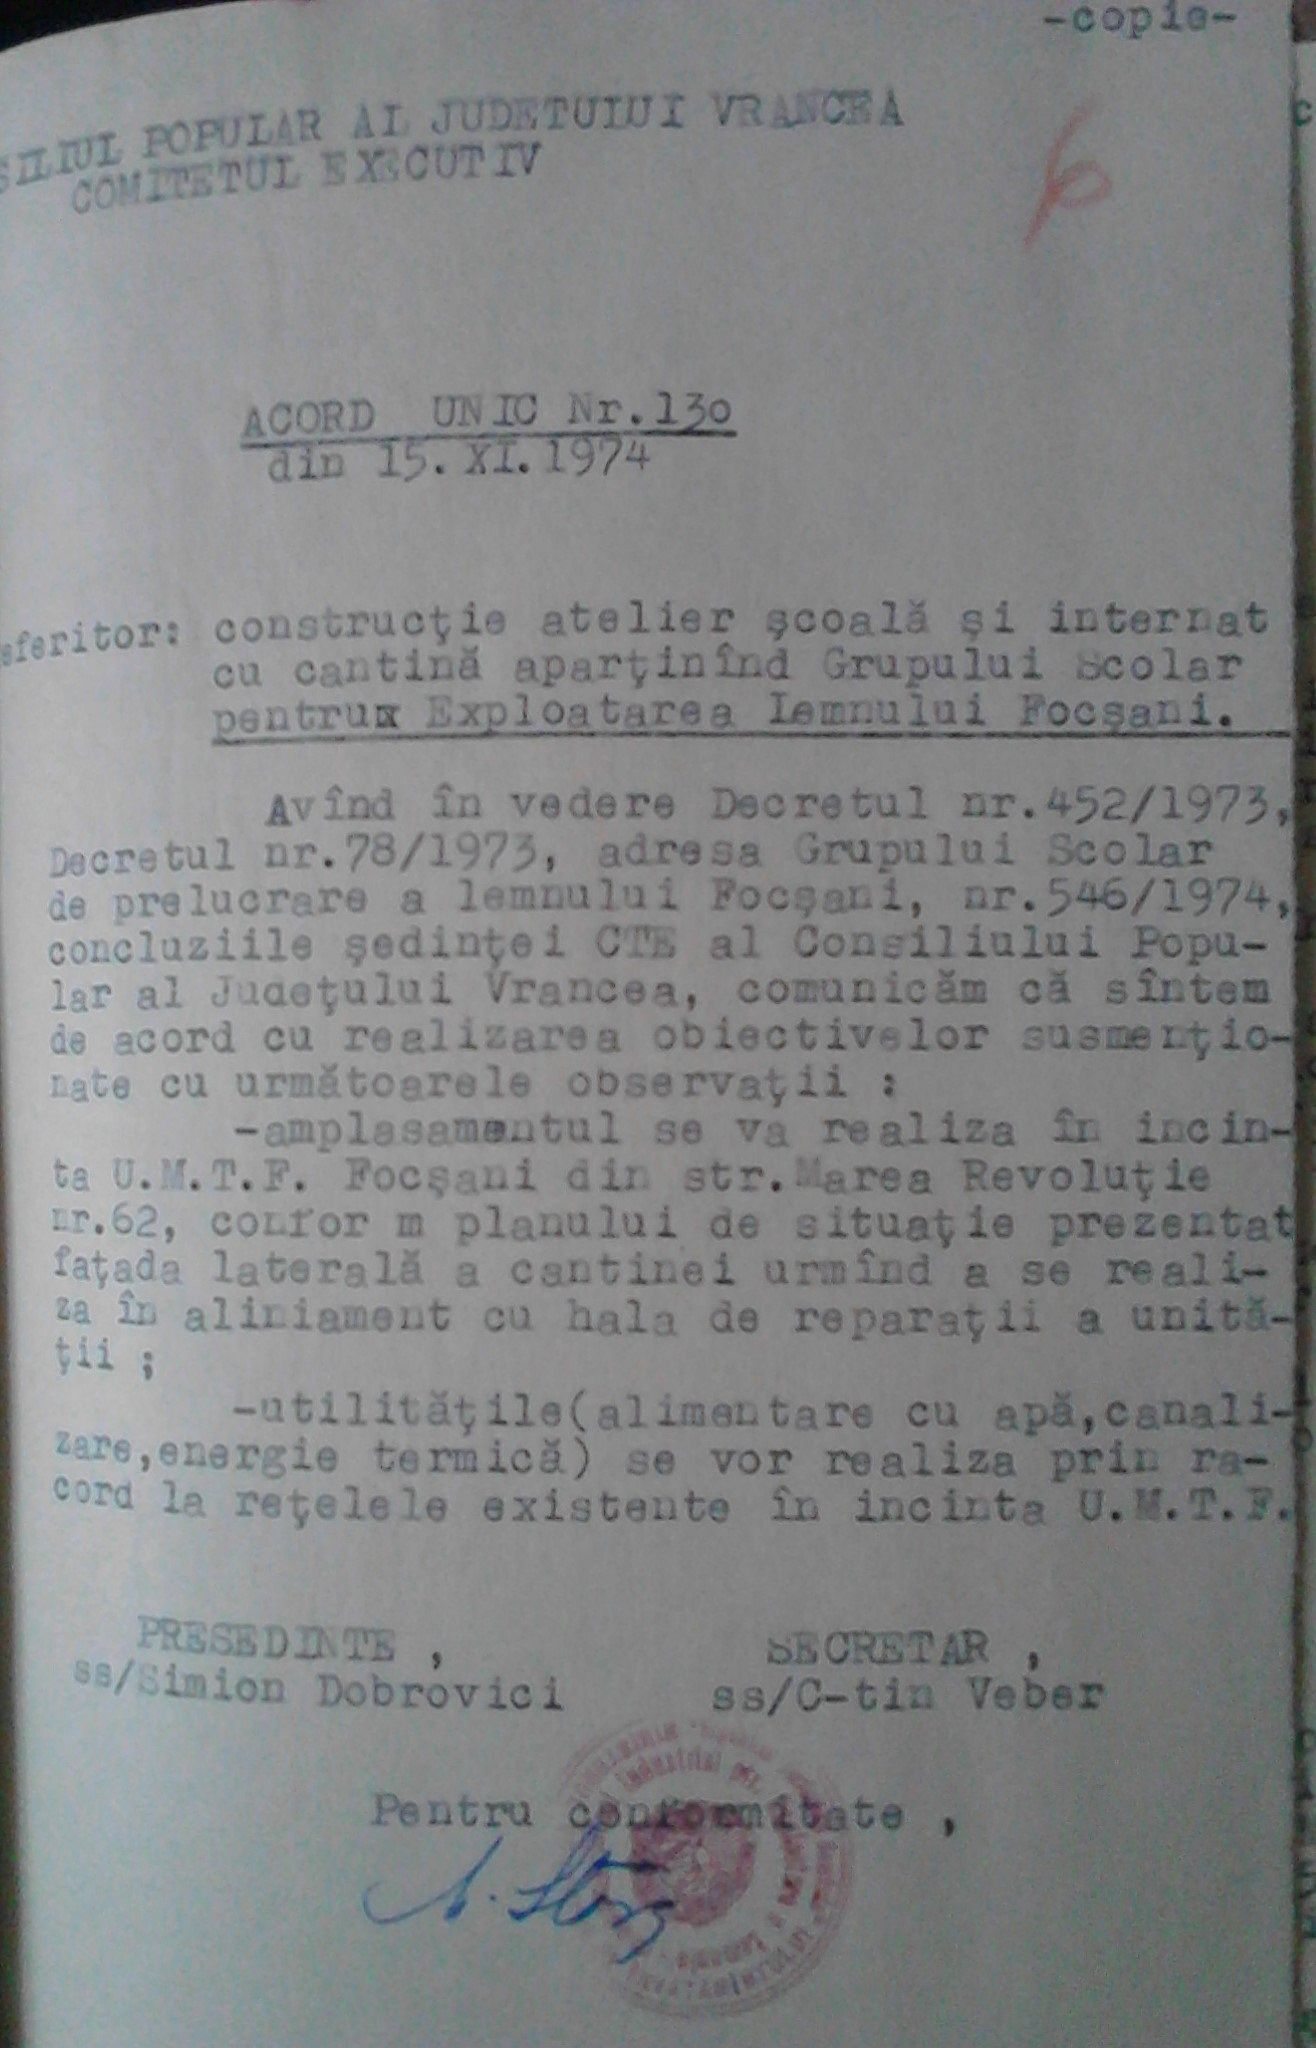 -copie-
SILIUL POPULAR AL JUDETULUI VRANCEA
COMITETUL EXECUTIV
6
ACORD UNIC Nr.13o
din 15.XI.1974
eferitor: construcţie atelier şcoală şi internat
cu cantină aparţinînd Grupului Scolar
pentru Exploatarea Lemnului Focşani.
Avînd în vedere Decretul nr.452/1973,
Decretul nr.78/1973, adresa Grupului Scolar
de prelucrare a lemnului Focşani, nr.546/1974,
concluziile şedinţei CTE al Consiliului Popu-
lar al Judeţului Vrancea, comunicăm că sîntem
de acord cu realizarea obiectivelor susmenţio-
nate cu următoarele observaţii :
-amplasamentul se va realiza în incin-
ta U.M.T.F. Focşani din str.Marea Revoluţie
nr.62, confor m planului de situaţie prezentat
faţada laterală a cantinei urmînd a se reali-
za în aliniament cu hala de reparaţii a unită-
ţii ;
-utilităţile(alimentare cu apă,canali-
zare,energie termică) se vor realiza prin ra-
cord la reţelele existente în incinta U.M.T.F.
PRESEDINTE , SECRETAR ,
ss/Simion Dobrovici ss/C-tin Veber
Pentru conformitate ,
Industrial ptr.